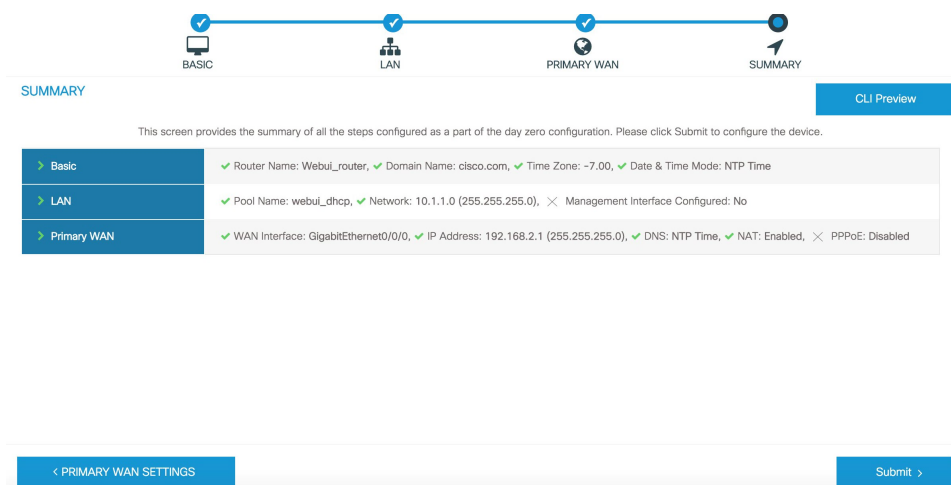 BASIC LAN PRIMARY WAN SUMMARY
SUMMARY
CLI Preview
This screen provides the summary of all the steps configured as a part of the day zero configuration. Please click Submit to configure the device.
> Basic ✔ Router Name: Webui_router, ✔ Domain Name: cisco.com, ✔ Time Zone: -7.00, ✔ Date & Time Mode: NTP Time
> LAN ✔ Pool Name: webui_dhcp, ✔ Network: 10.1.1.0 (255.255.255.0), ✕ Management Interface Configured: No
> Primary WAN ✔ WAN Interface: GigabitEthernet0/0/0, ✔ IP Address: 192.168.2.1 (255.255.255.0), ✔ DNS: NTP Time, ✔ NAT: Enabled, ✕ PPPoE: Disabled
< PRIMARY WAN SETTINGS
Submit >